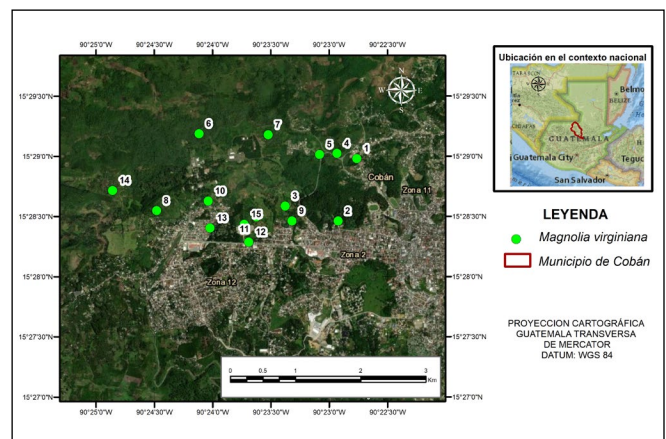 90°25'0"W 90°24'30"W 90°24'0"W 90°23'30"W 90°23'0"W 90°22'30"W
15°29'30"N 15°29'30"N
15°29'0"N 15°29'0"N
15°28'30"N 15°28'30"N
15°28'0"N 15°28'0"N
15°27'30"N 15°27'30"N
15°27'0"N 15°27'0"N
90°25'0"W 90°24'30"W 90°24'0"W 90°23'30"W 90°23'0"W 90°22'30"W
N
W E
S
6
7
5
4
1
14
8
10
3
13
15
11
12
9
2
Cobán
Zona 11
Zona 2
Zona 12
0 0.5 1 2 3
Km
Ubicación en el contexto nacional
BELIZE
GUATEMALA
Guatemala City
San Salvador
Teguc
LEYENDA
Magnolia virginiana
Municipio de Cobán
PROYECCION CARTOGRÁFICA
GUATEMALA TRANSVERSA
DE MERCATOR
DATUM: WGS 84